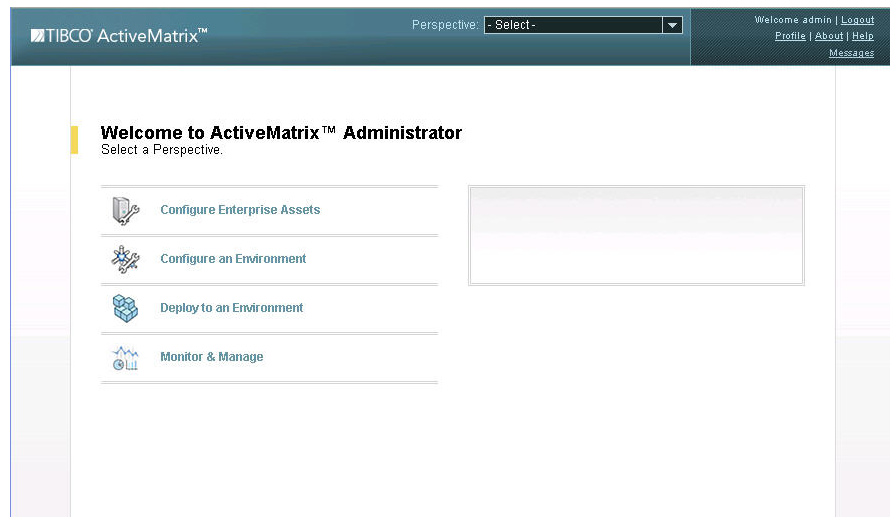 TIBCO® ActiveMatrix™
Perspective: - Select -
Welcome admin | Logout
Profile | About | Help
Messages
Welcome to ActiveMatrix™ Administrator
Select a Perspective.
Configure Enterprise Assets
Configure an Environment
Deploy to an Environment
Monitor & Manage